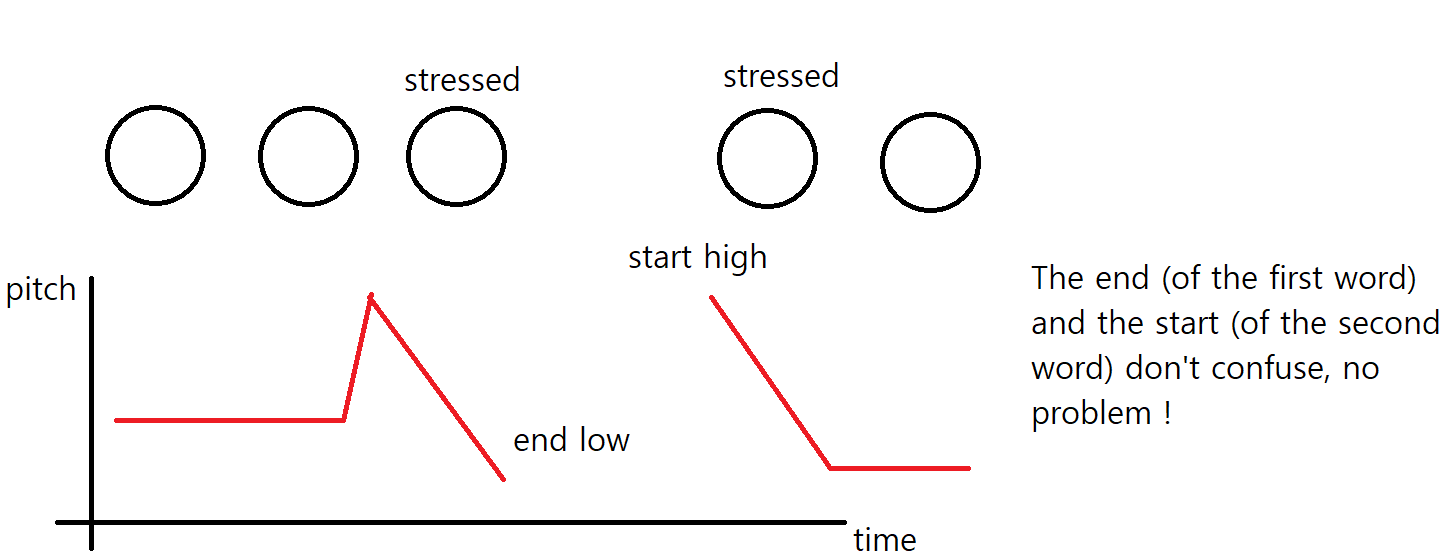 stressed
stressed
start high
pitch
The end (of the first word)
and the start (of the second
word) don't confuse, no
problem !
end low
time